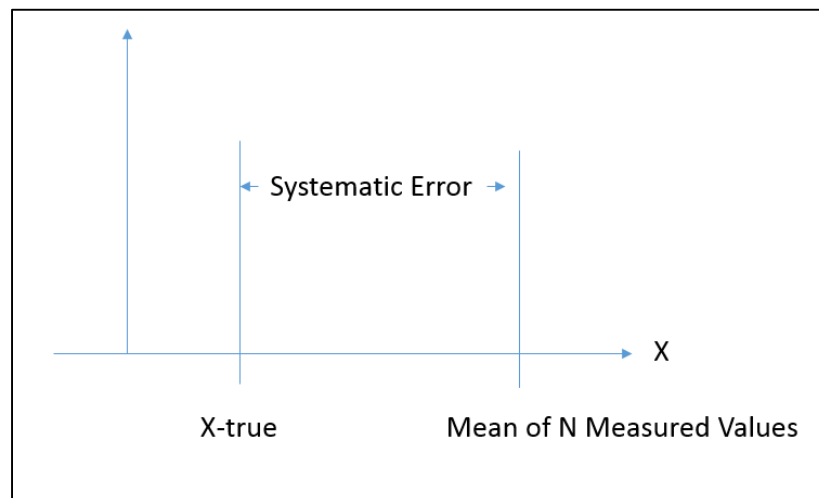 Systematic Error
X
X-true
Mean of N Measured Values